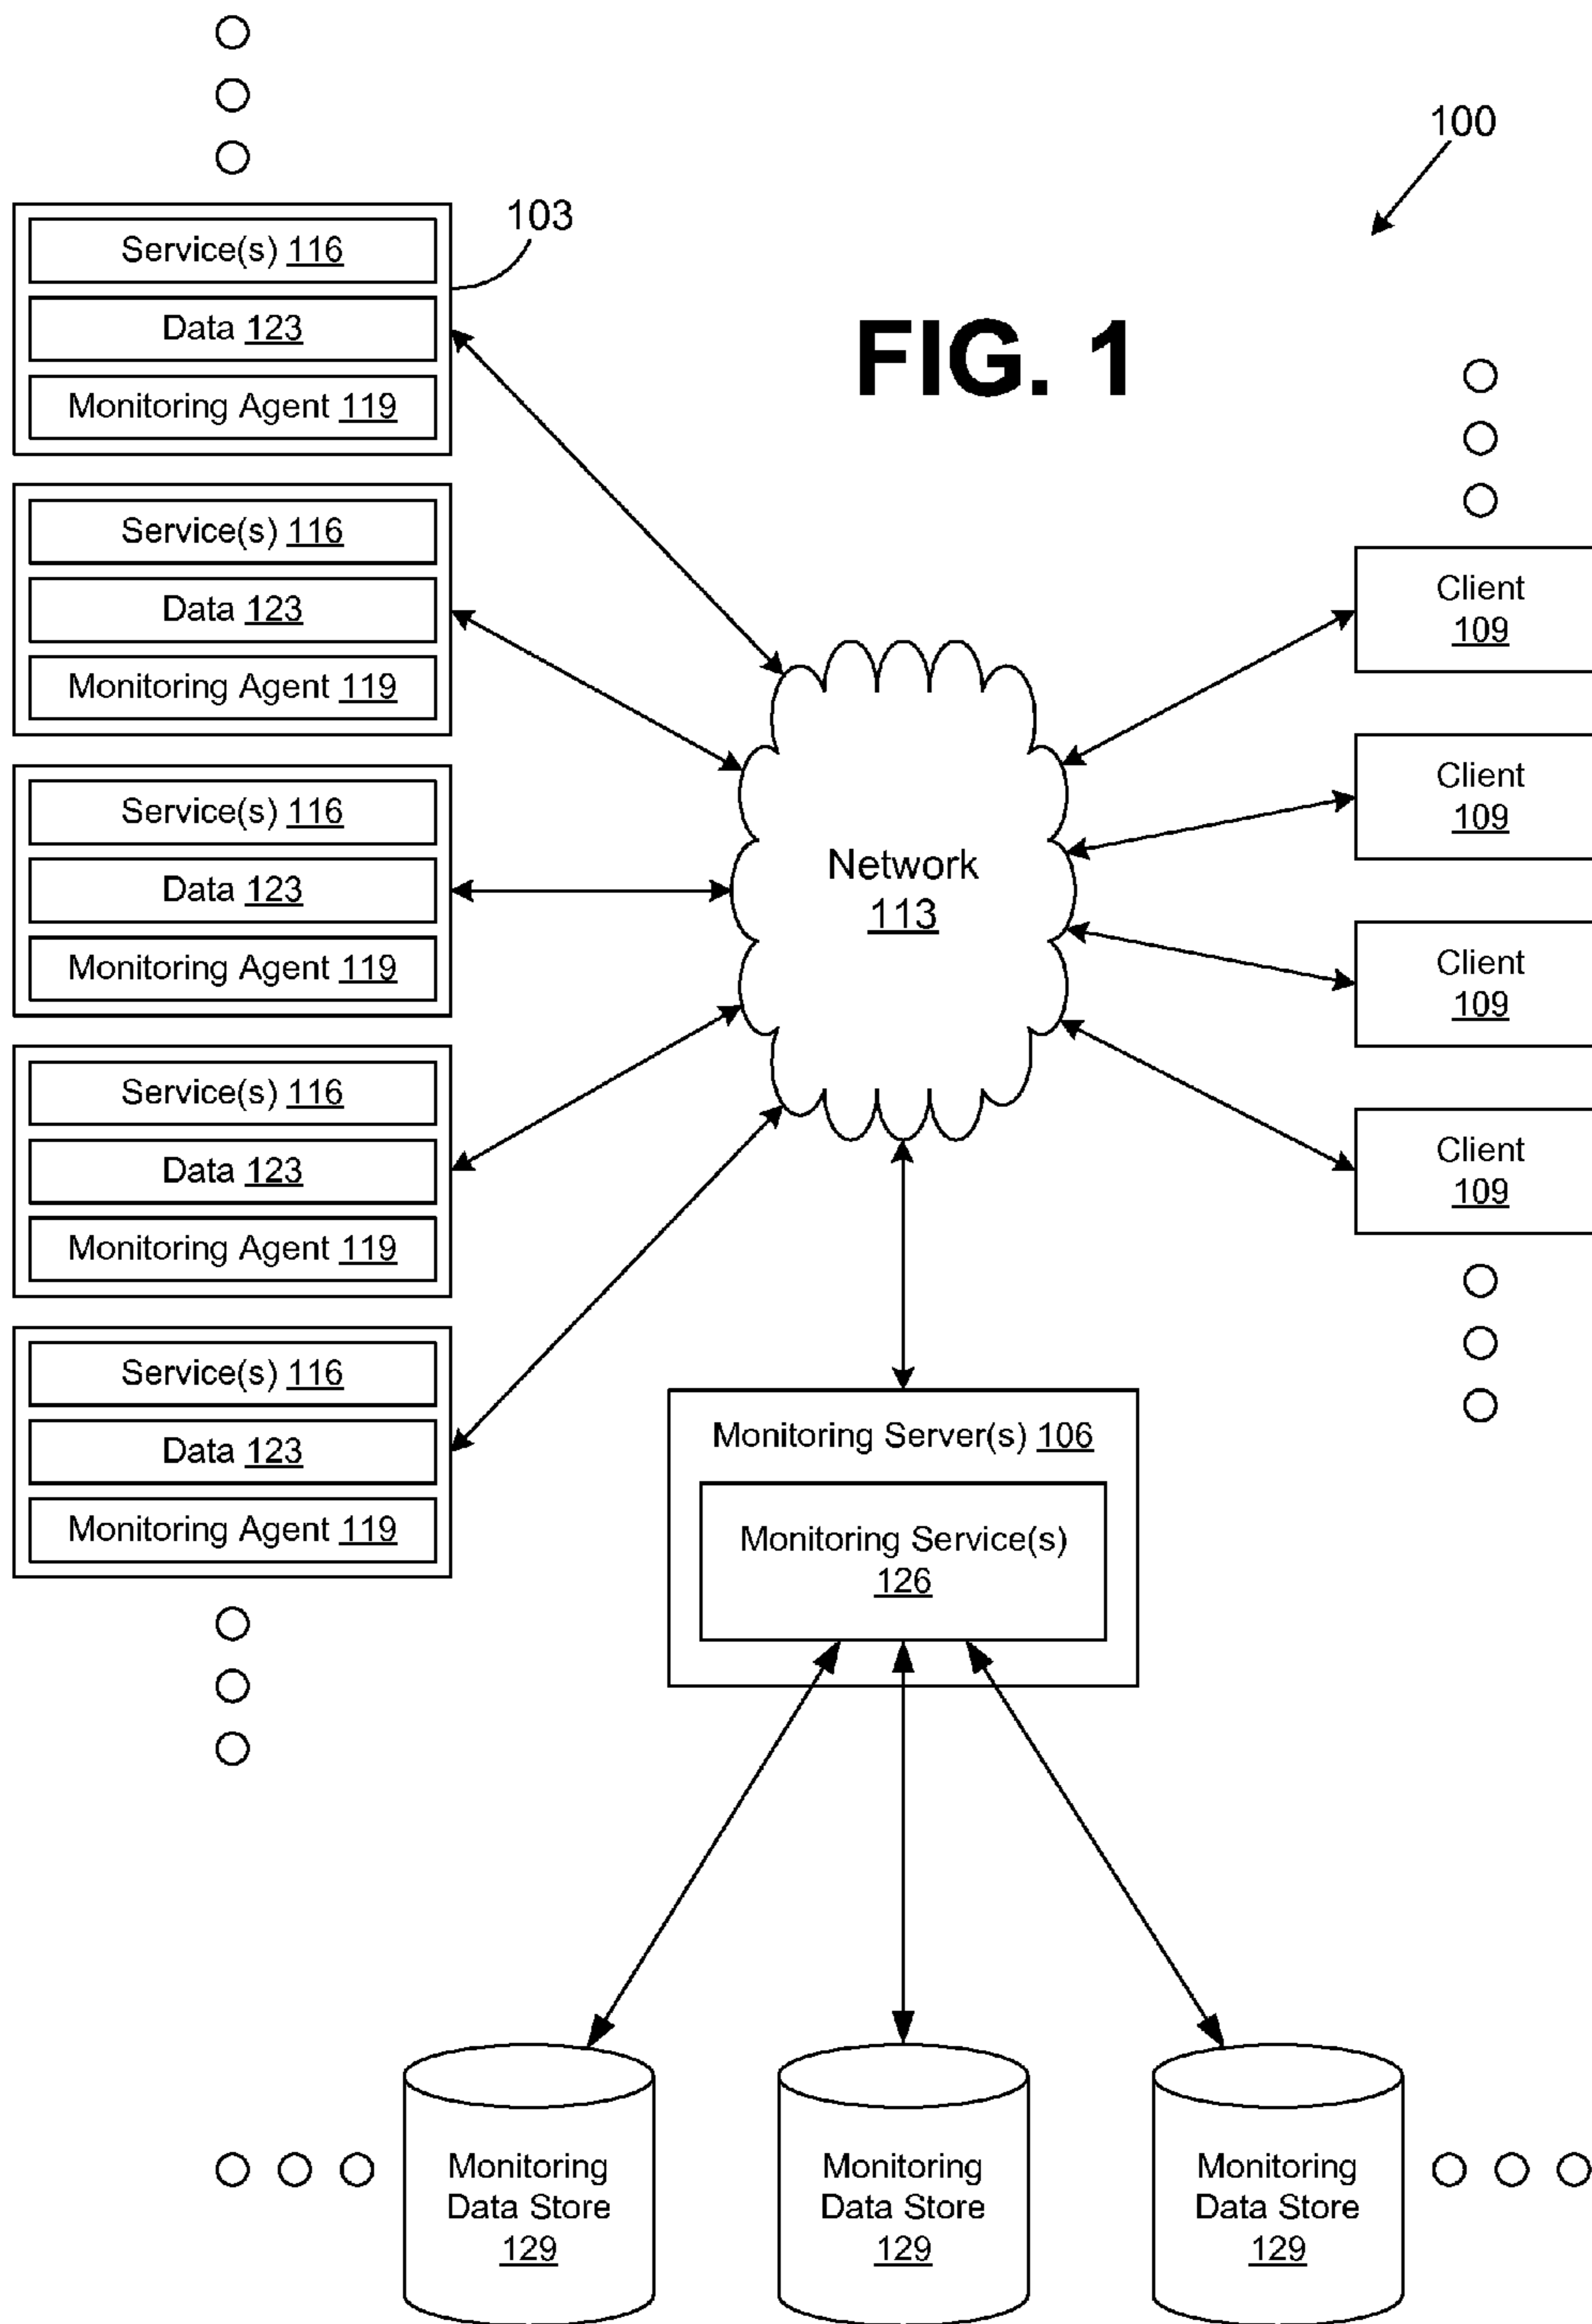 100
103
FIG. 1
Service(s) 116
Data 123
Monitoring Agent 119
Service(s) 116
Data 123
Monitoring Agent 119
Service(s) 116
Data 123
Monitoring Agent 119
Service(s) 116
Data 123
Monitoring Agent 119
Service(s) 116
Data 123
Monitoring Agent 119
Network
113
Client
109
Client
109
Client
109
Client
109
Monitoring Server(s) 106
Monitoring Service(s)
126
Monitoring
Data Store
129
Monitoring
Data Store
129
Monitoring
Data Store
129